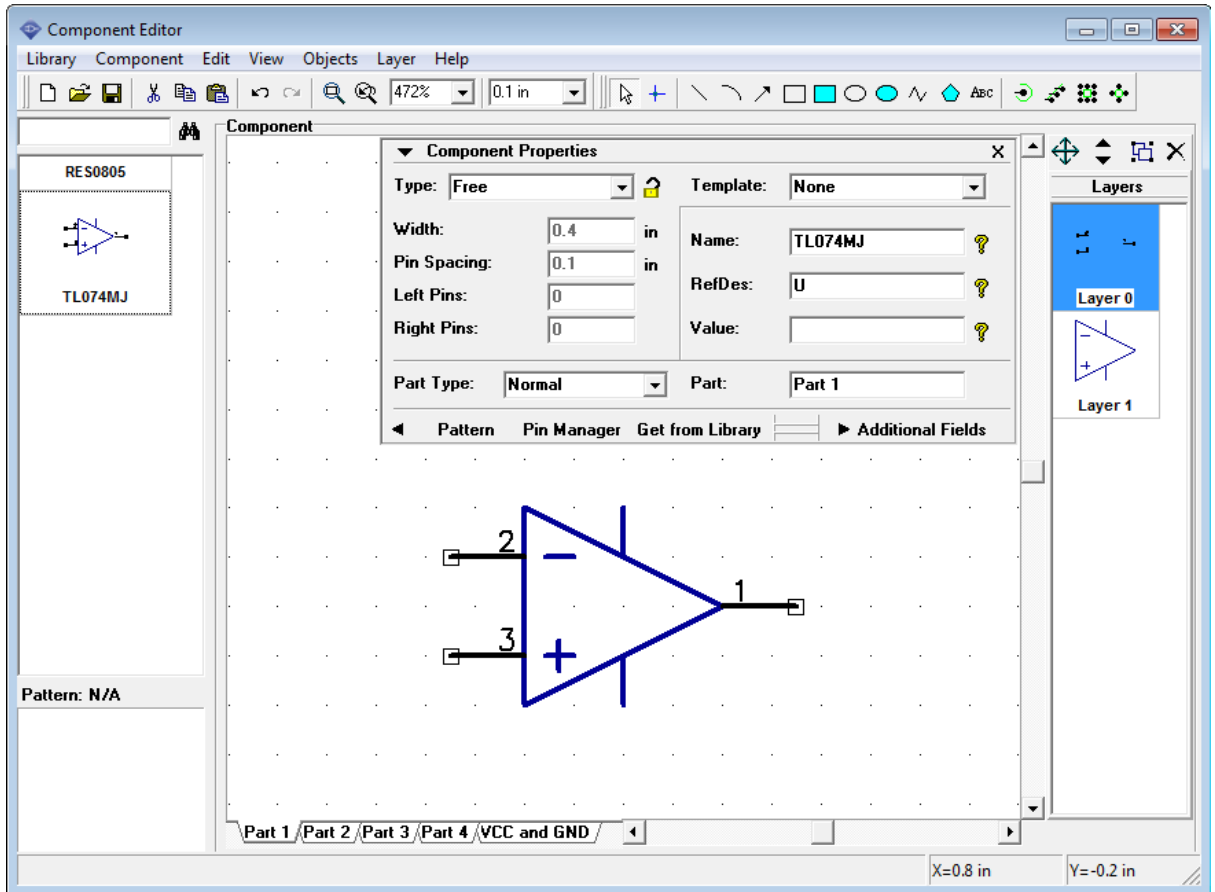 Component Editor
Library Component Edit View Objects Layer Help
472% 0.1 in ABC
Component
RES0805
TL074MJ
Pattern: N/A
Component Properties X
Type: Free Template: None
Width: 0.4 in
Pin Spacing: 0.1 in
Left Pins: 0
Right Pins: 0
Name: TL074MJ
RefDes: U
Value:
Part Type: Normal Part: Part 1
Pattern Pin Manager Get from Library Additional Fields
2
3
1
Layers
Layer 0
Layer 1
Part 1 Part 2 Part 3 Part 4 VCC and GND
X=0.8 in Y=-0.2 in